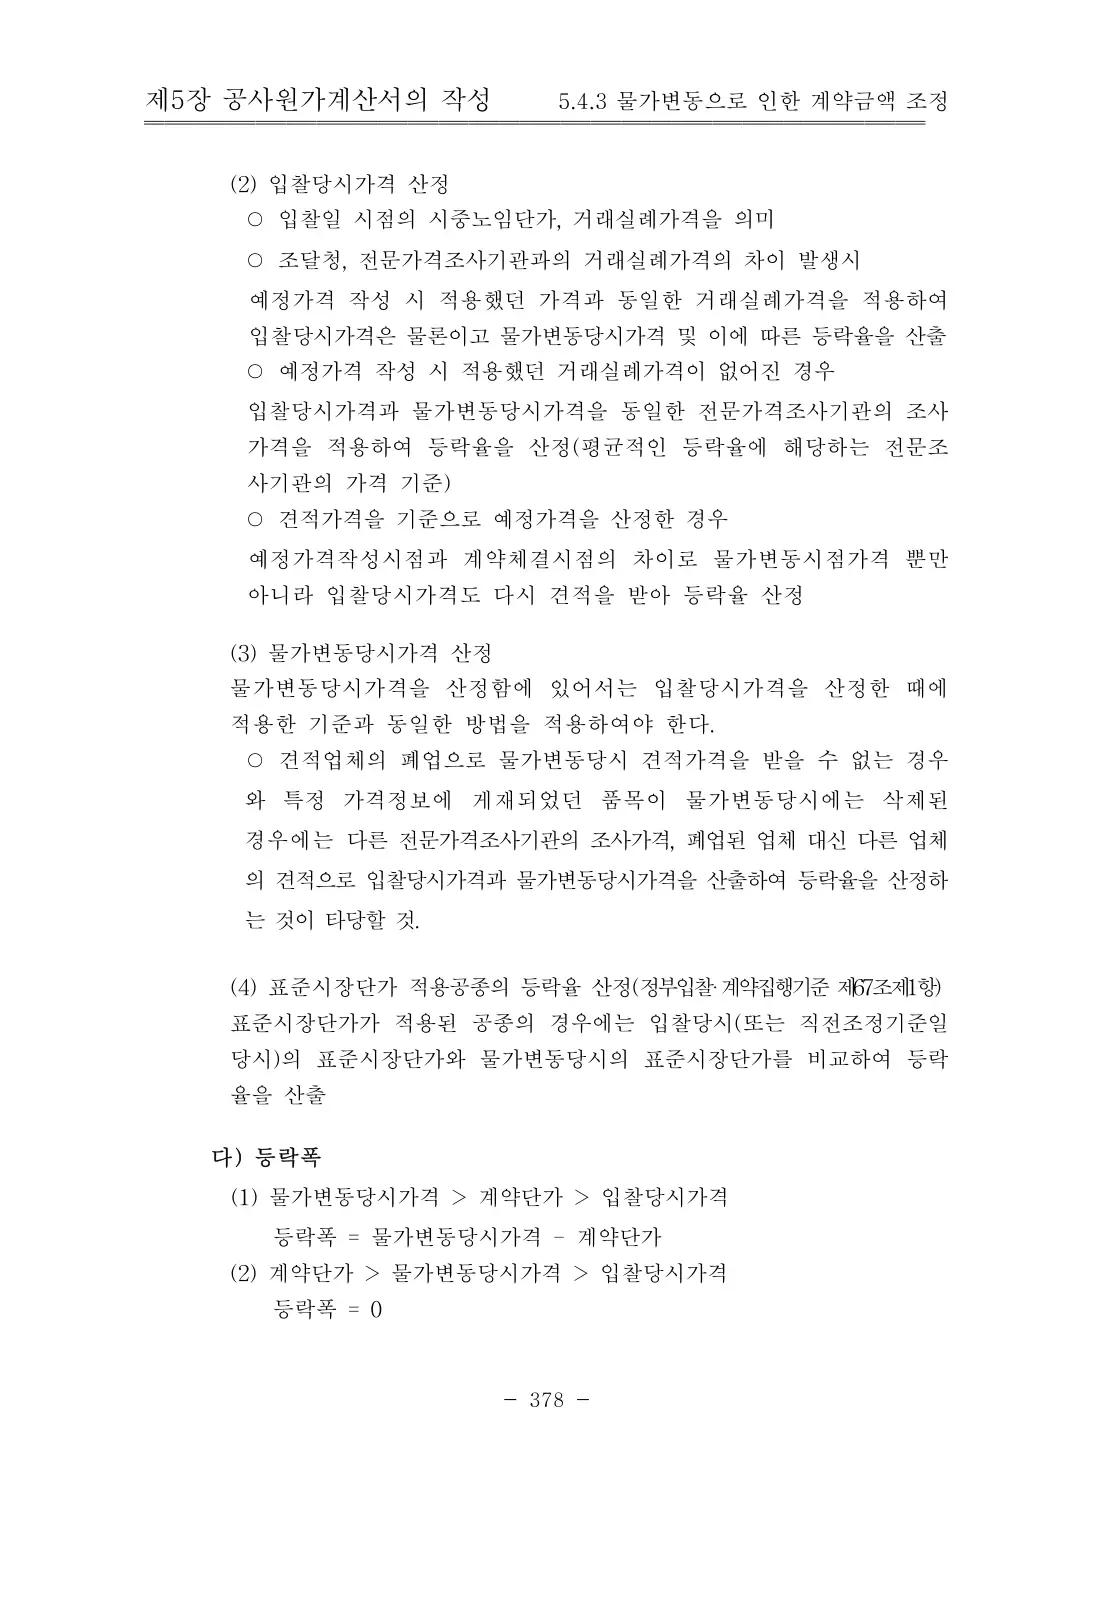 제5장 공사원가계산서의 작성 5.4.3 물가변동으로 인한 계약금액 조정
(2) 입찰당시가격 산정
○ 입찰일 시점의 시중노임단가, 거래실례가격을 의미
○ 조달청, 전문가격조사기관과의 거래실례가격의 차이 발생시
예정가격 작성 시 적용했던 가격과 동일한 거래실례가격을 적용하여
입찰당시가격은 물론이고 물가변동당시가격 및 이에 따른 등락율을 산출
○ 예정가격 작성 시 적용했던 거래실례가격이 없어진 경우
입찰당시가격과 물가변동당시가격을 동일한 전문가격조사기관의 조사
가격을 적용하여 등락율을 산정(평균적인 등락율에 해당하는 전문조
사기관의 가격 기준)
○ 견적가격을 기준으로 예정가격을 산정한 경우
예정가격작성시점과 계약체결시점의 차이로 물가변동시점가격 뿐만
아니라 입찰당시가격도 다시 견적을 받아 등락율 산정
(3) 물가변동당시가격 산정
물가변동당시가격을 산정함에 있어서는 입찰당시가격을 산정한 때에
적용한 기준과 동일한 방법을 적용하여야 한다.
○ 견적업체의 폐업으로 물가변동당시 견적가격을 받을 수 없는 경우
와 특정 가격정보에 게재되었던 품목이 물가변동당시에는 삭제된
경우에는 다른 전문가격조사기관의 조사가격, 폐업된 업체 대신 다른 업체
의 견적으로 입찰당시가격과 물가변동당시가격을 산출하여 등락율을 산정하
는 것이 타당할 것.
(4) 표준시장단가 적용공종의 등락율 산정(정부입찰·계약집행기준 제67조제1항)
표준시장단가가 적용된 공종의 경우에는 입찰당시(또는 직전조정기준일
당시)의 표준시장단가와 물가변동당시의 표준시장단가를 비교하여 등락
율을 산출
다) 등락폭
(1) 물가변동당시가격 > 계약단가 > 입찰당시가격
등락폭 = 물가변동당시가격 - 계약단가
(2) 계약단가 > 물가변동당시가격 > 입찰당시가격
등락폭 = 0
- 378 -